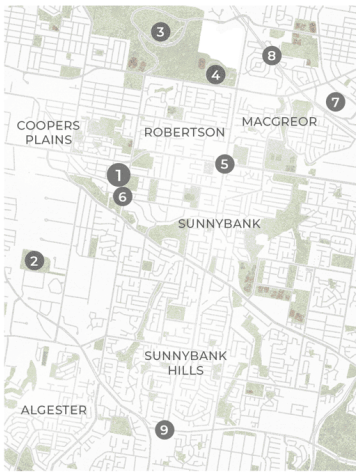 3
8
4
7
COOPERS
PLAINS
ROBERTSON
MACGREOR
5
1
6
SUNNYBANK
2
SUNNYBANK
HILLS
ALGESTER
9